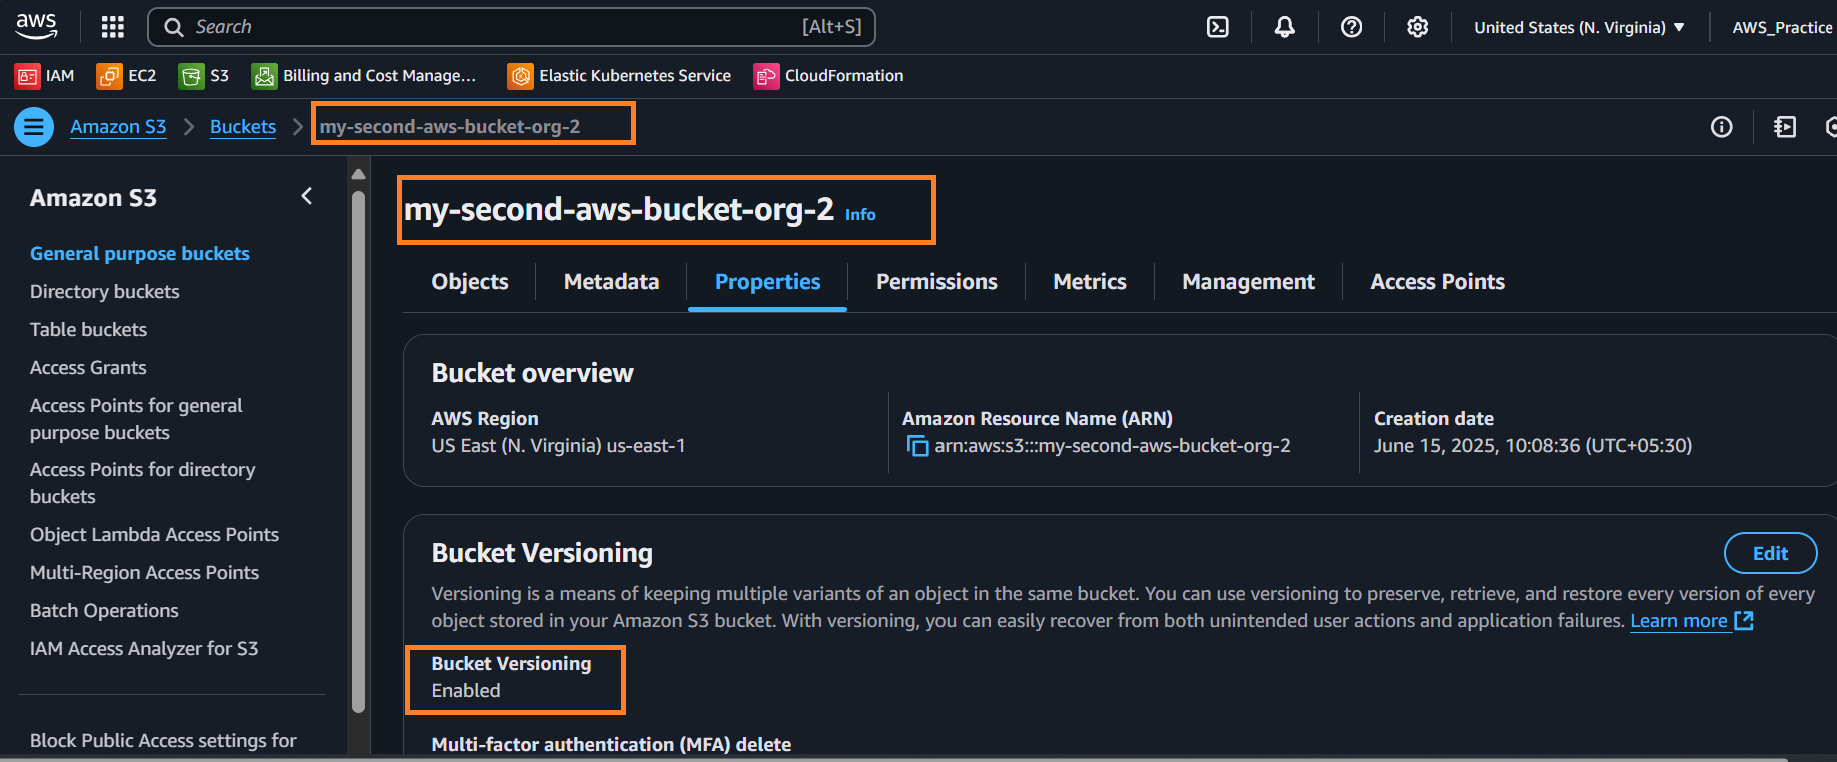 aws
Search [Alt+S]
United States (N. Virginia) ▼
AWS_Practice
IAM EC2 S3 Billing and Cost Manage... Elastic Kubernetes Service CloudFormation
Amazon S3 > Buckets > my-second-aws-bucket-org-2
Amazon S3
General purpose buckets
Directory buckets
Table buckets
Access Grants
Access Points for general
purpose buckets
Access Points for directory
buckets
Object Lambda Access Points
Multi-Region Access Points
Batch Operations
IAM Access Analyzer for S3
Block Public Access settings for
my-second-aws-bucket-org-2 Info
Objects Metadata Properties Permissions Metrics Management Access Points
Bucket overview
AWS Region
US East (N. Virginia) us-east-1
Amazon Resource Name (ARN)
arn:aws:s3:::my-second-aws-bucket-org-2
Creation date
June 15, 2025, 10:08:36 (UTC+05:30)
Bucket Versioning
Edit
Versioning is a means of keeping multiple variants of an object in the same bucket. You can use versioning to preserve, retrieve, and restore every version of every
object stored in your Amazon S3 bucket. With versioning, you can easily recover from both unintended user actions and application failures. Learn more
Bucket Versioning
Enabled
Multi-factor authentication (MFA) delete